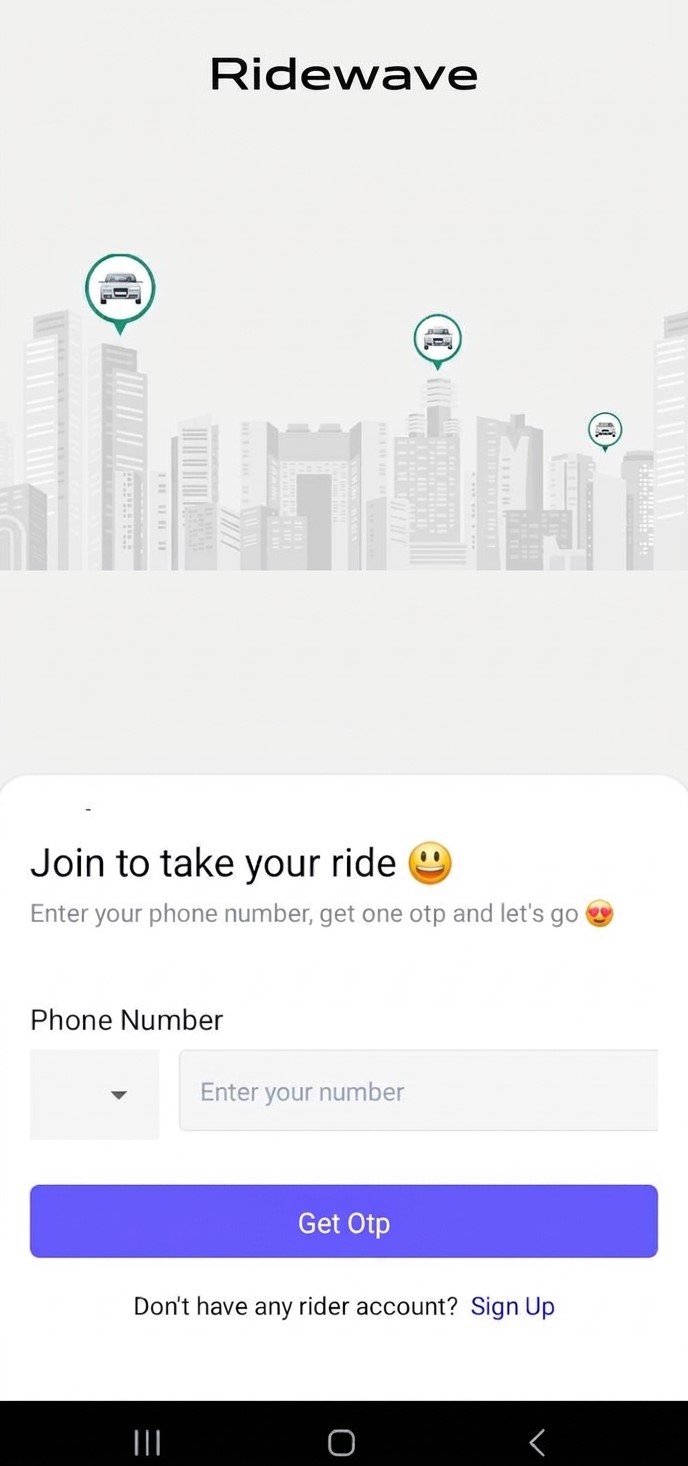 Ridewave
-
Join to take your ride 😃
Enter your phone number, get one otp and let's go 😍
Phone Number
Enter your number
Get Otp
Don't have any rider account? Sign Up